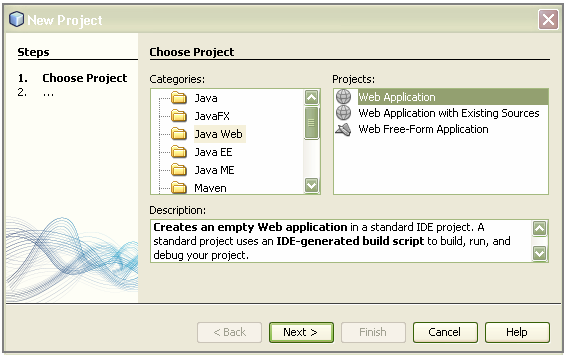 New Project
Steps
1. Choose Project
2. ...
Choose Project
Categories:
Java
JavaFX
Java Web
Java EE
Java ME
Maven
Projects:
Web Application
Web Application with Existing Sources
Web Free-Form Application
Description:
Creates an empty Web application in a standard IDE project. A
standard project uses an IDE-generated build script to build, run, and
debug your project.
< Back
Next >
Finish
Cancel
Help